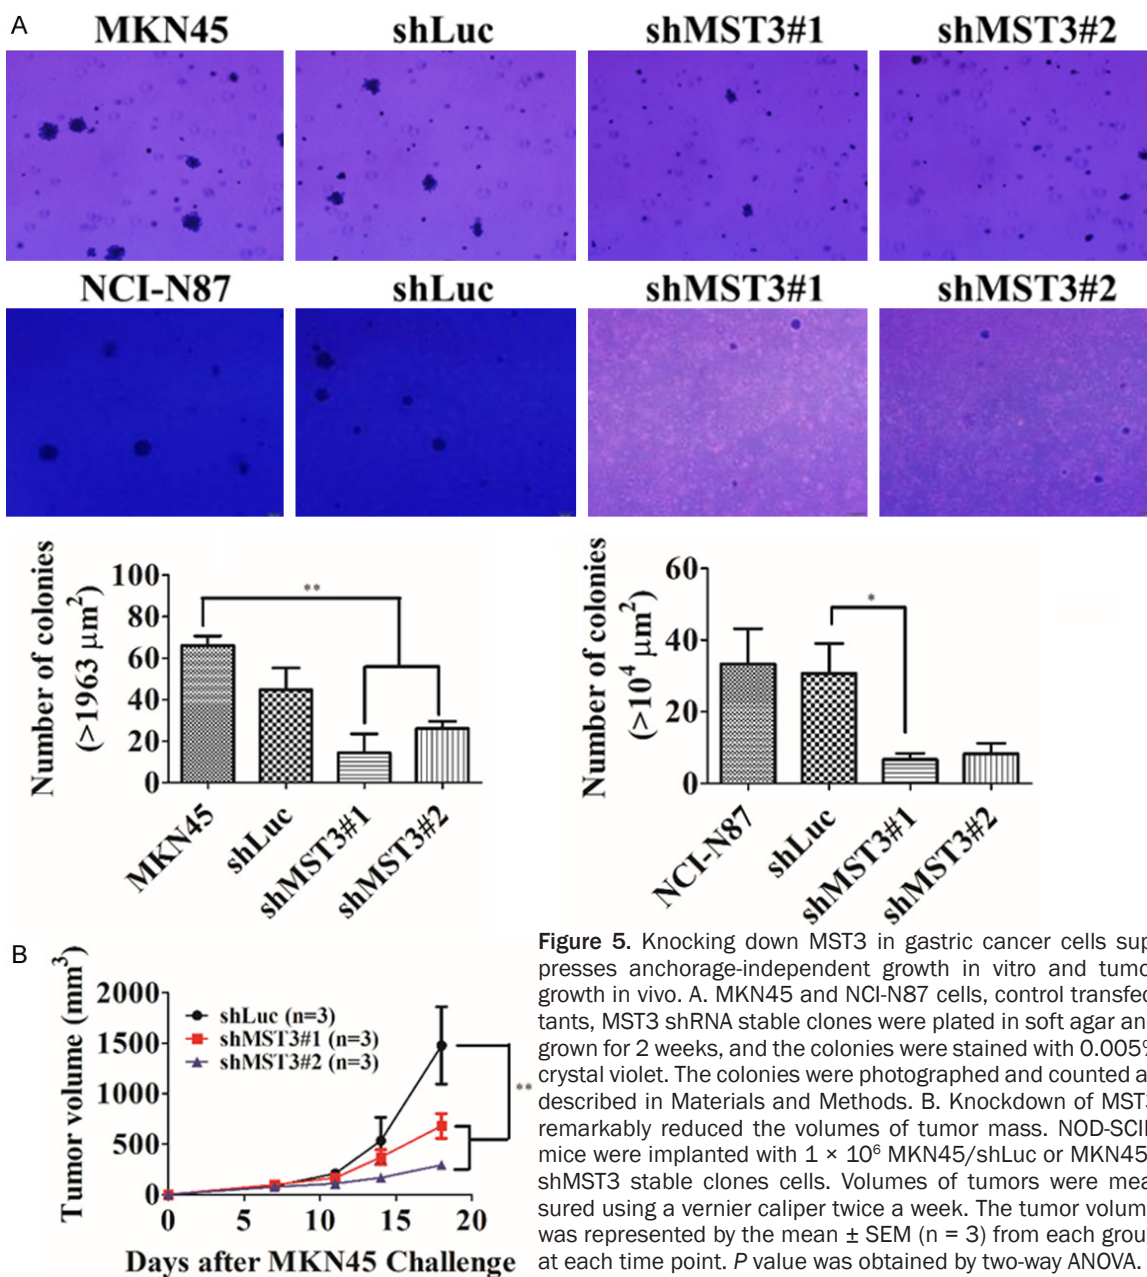 A
MKN45 shLuc shMST3#1 shMST3#2
NCI-N87 shLuc shMST3#1 shMST3#2
Number of colonies
(>1963 μm²)
100
80
60
40
20
0
**
MKN45
shLuc
shMST3#1
shMST3#2
Number of colonies
(>10⁴ μm²)
60
40
20
0
*
NCI-N87
shLuc
shMST3#1
shMST3#2
B
Tumor volume (mm³)
2000
1500
1000
500
0
shLuc (n=3)
shMST3#1 (n=3)
shMST3#2 (n=3)
**
0 5 10 15 20
Days after MKN45 Challenge
Figure 5. Knocking down MST3 in gastric cancer cells sup
presses anchorage-independent growth in vitro and tumo
growth in vivo. A. MKN45 and NCI-N87 cells, control transfec
tants, MST3 shRNA stable clones were plated in soft agar an
grown for 2 weeks, and the colonies were stained with 0.005%
crystal violet. The colonies were photographed and counted a
described in Materials and Methods. B. Knockdown of MST3
remarkably reduced the volumes of tumor mass. NOD-SCI
mice were implanted with 1 × 10⁶ MKN45/shLuc or MKN45
shMST3 stable clones cells. Volumes of tumors were mea
sured using a vernier caliper twice a week. The tumor volum
was represented by the mean ± SEM (n = 3) from each grou
at each time point. P value was obtained by two-way ANOVA.